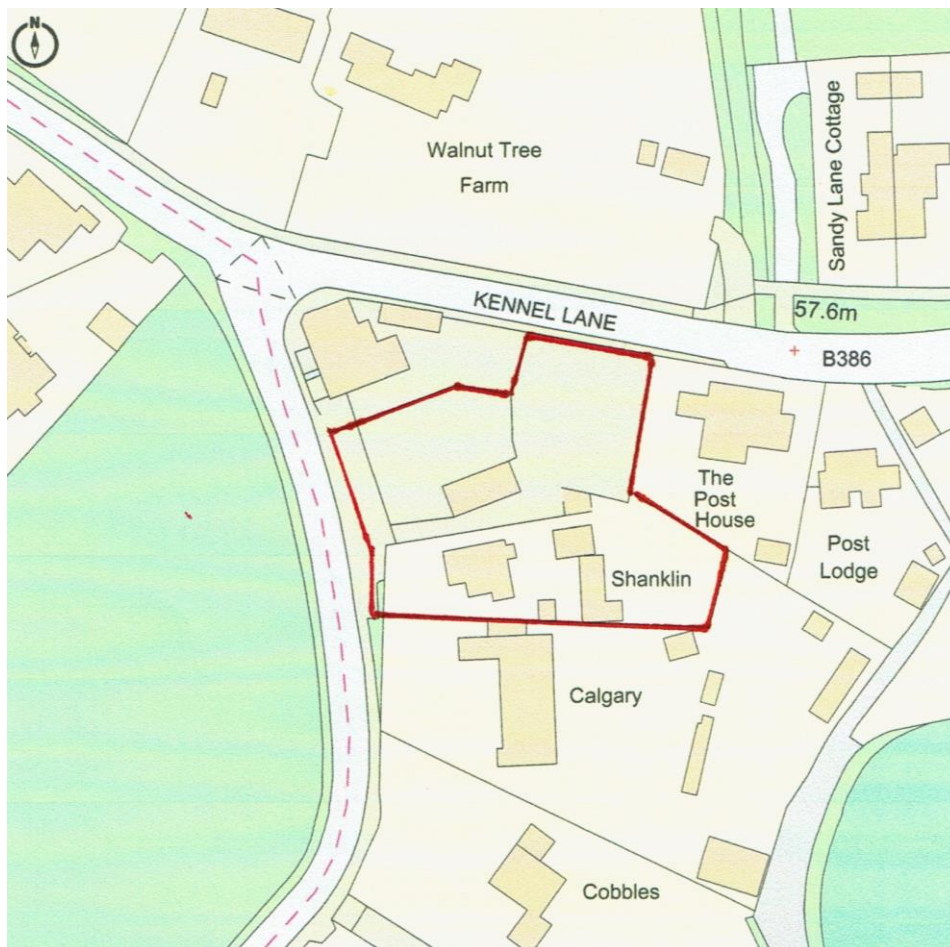 N
Walnut Tree
Farm
Sandy Lane Cottage
KENNEL LANE
57.6m
B386
The
Post
House
Post
Lodge
Shanklin
Calgary
Cobbles